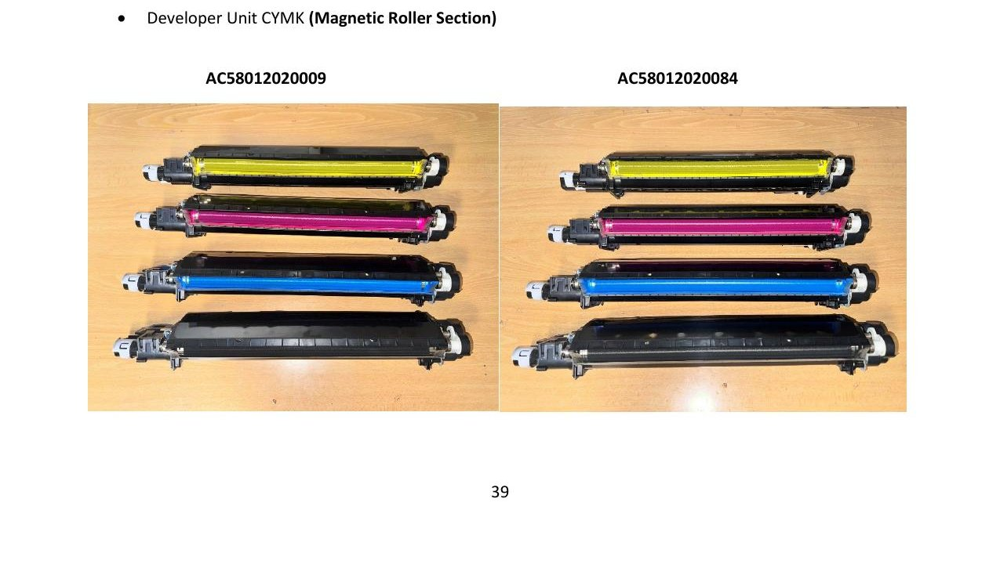 • Developer Unit CYMK (Magnetic Roller Section)
AC58012020009
AC58012020084
39